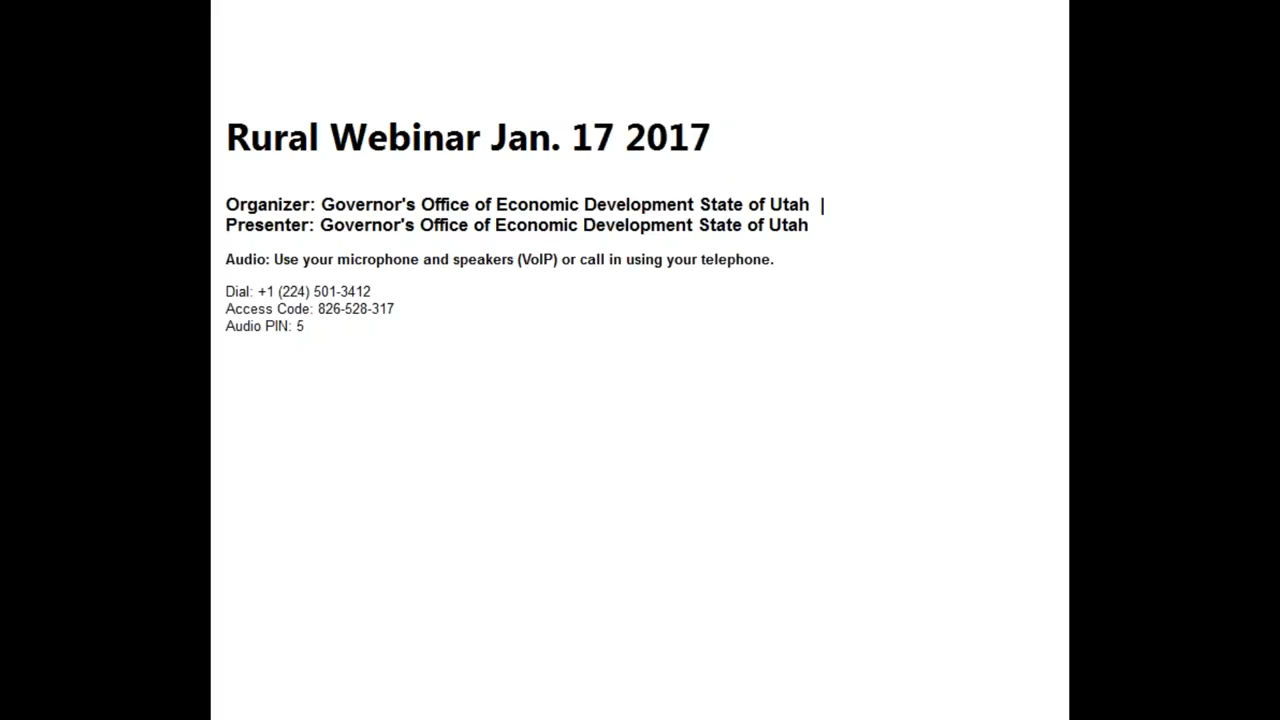 Rural Webinar Jan. 17 2017
Organizer: Governor's Office of Economic Development State of Utah |
Presenter: Governor's Office of Economic Development State of Utah
Audio: Use your microphone and speakers (VoIP) or call in using your telephone.
Dial: +1 (224) 501-3412
Access Code: 826-528-317
Audio PIN: 5